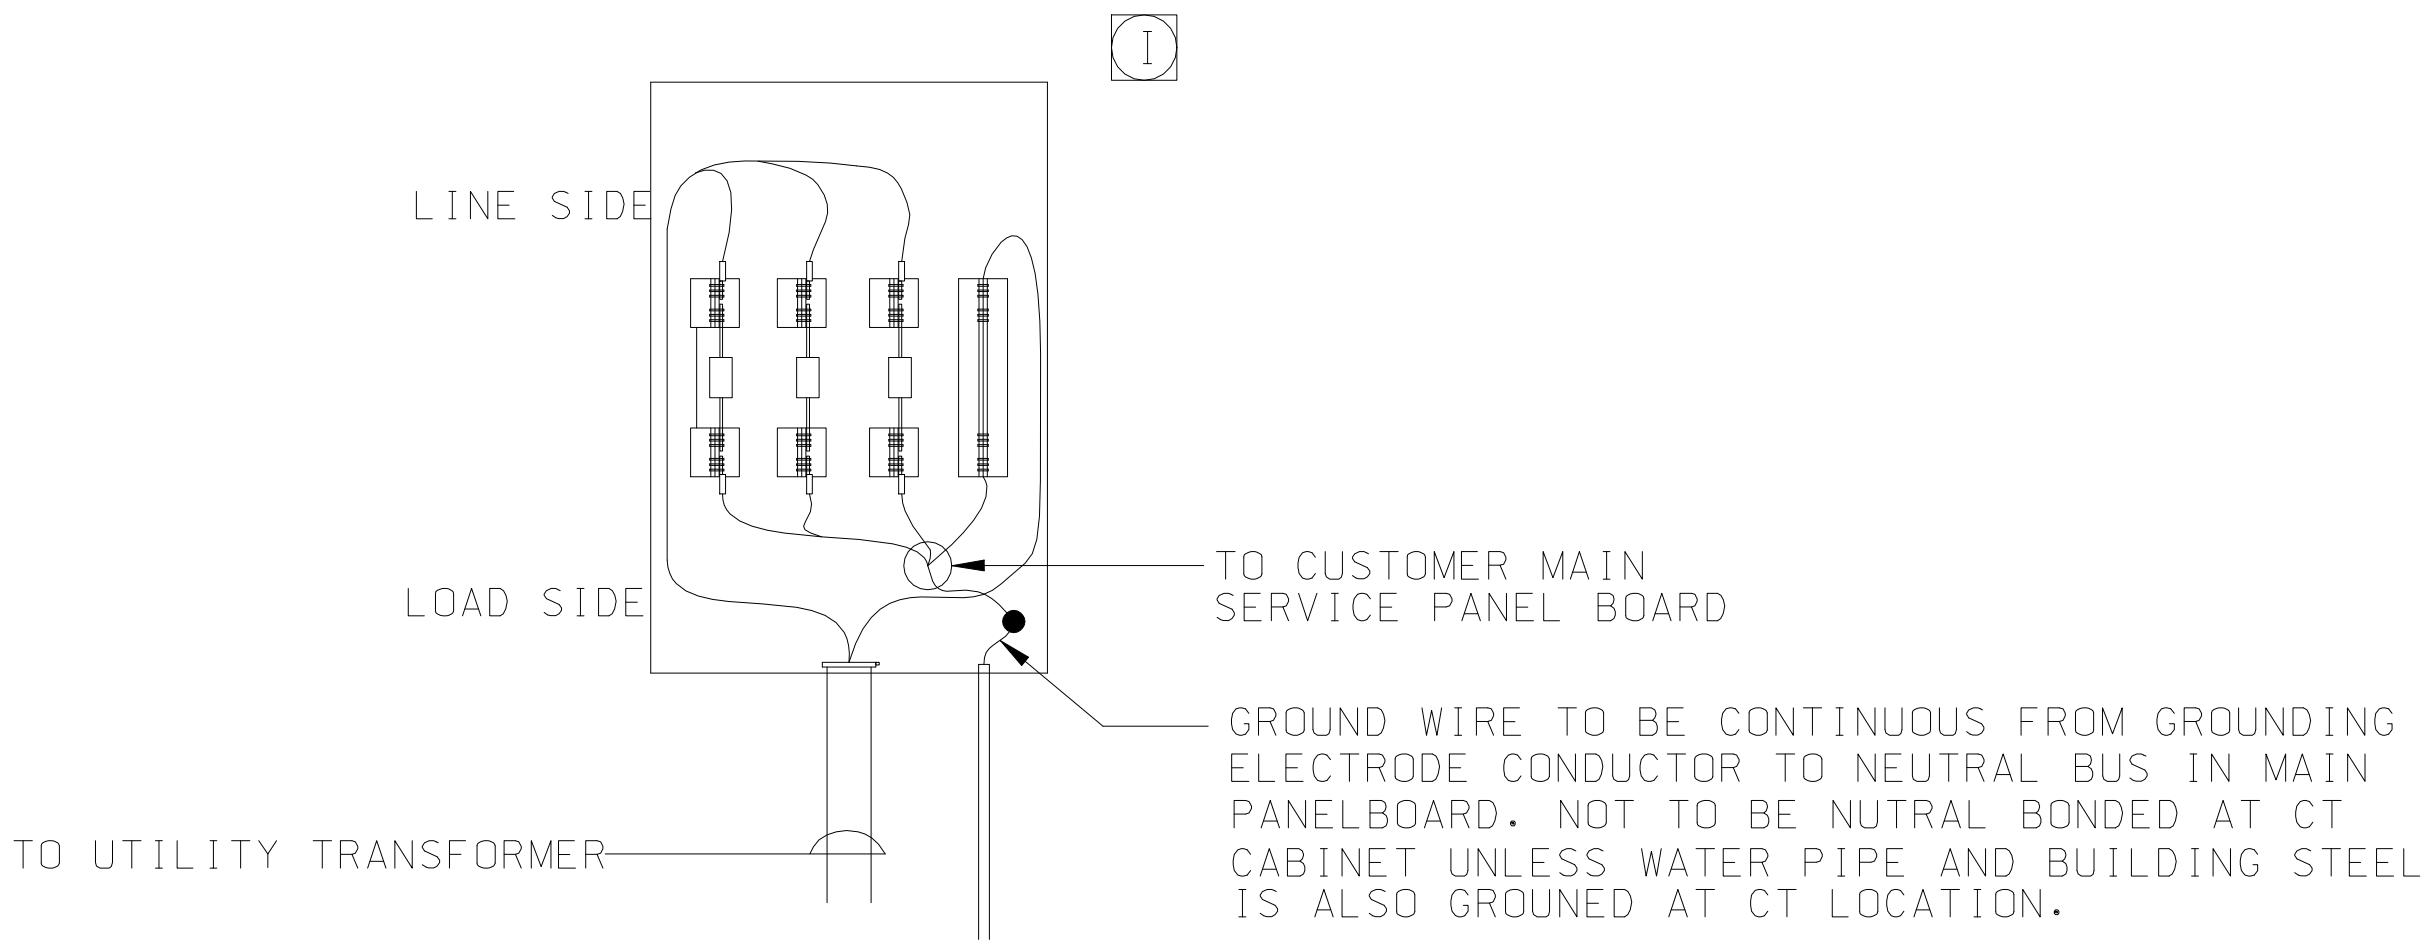 I
LINE SIDE
LOAD SIDE
TO CUSTOMER MAIN
SERVICE PANEL BOARD
GROUND WIRE TO BE CONTINUOUS FROM GROUNDING
ELECTRODE CONDUCTOR TO NEUTRAL BUS IN MAIN
PANELBOARD. NOT TO BE NUTRAL BONDED AT CT
CABINET UNLESS WATER PIPE AND BUILDING STEEL
IS ALSO GROUNED AT CT LOCATION.
TO UTILITY TRANSFORMER